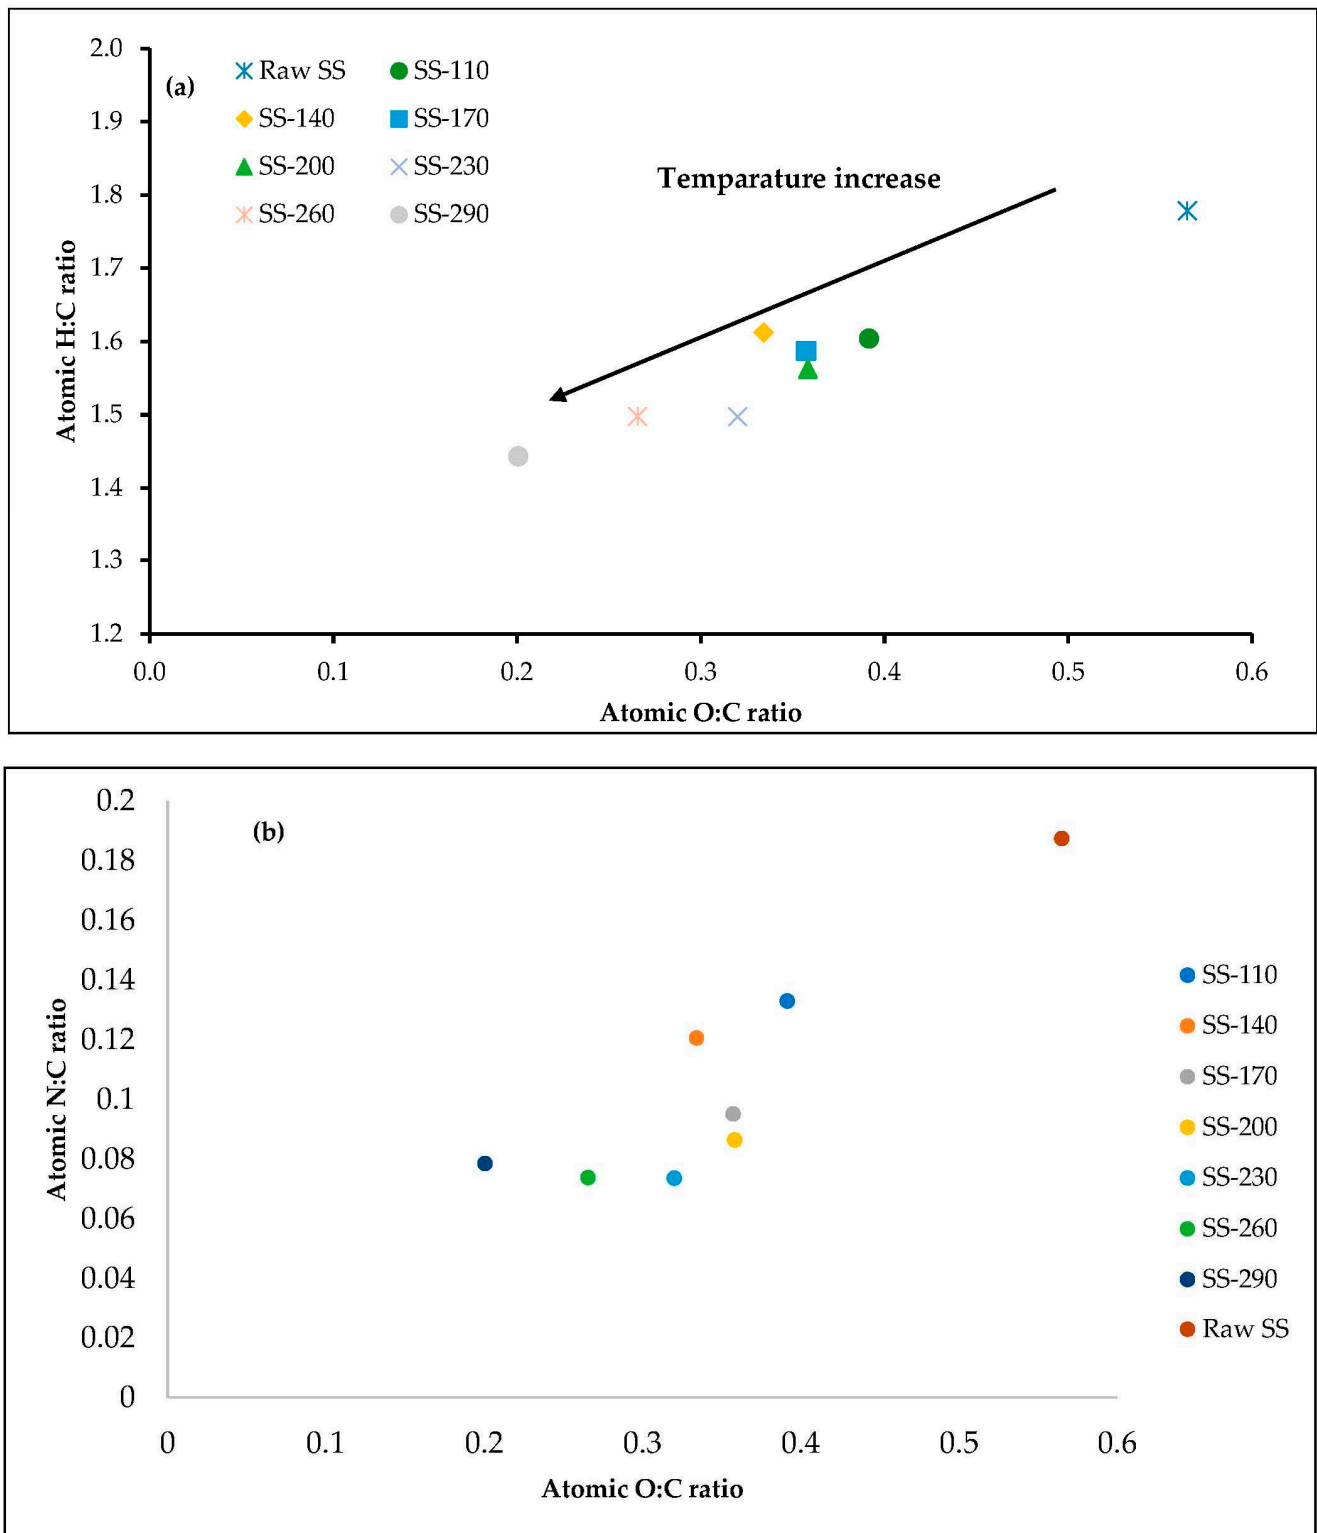 (a)
Raw SS SS-110
SS-140 SS-170
SS-200 SS-230
SS-260 SS-290
Temparature increase
Atomic H:C ratio
2.0
1.9
1.8
1.7
1.6
1.5
1.4
1.3
1.2
0.0 0.1 0.2 0.3 0.4 0.5 0.6
Atomic O:C ratio
(b)
Atomic N:C ratio
0.2
0.18
0.16
0.14
0.12
0.1
0.08
0.06
0.04
0.02
0
SS-110
SS-140
SS-170
SS-200
SS-230
SS-260
SS-290
Raw SS
0 0.1 0.2 0.3 0.4 0.5 0.6
Atomic O:C ratio